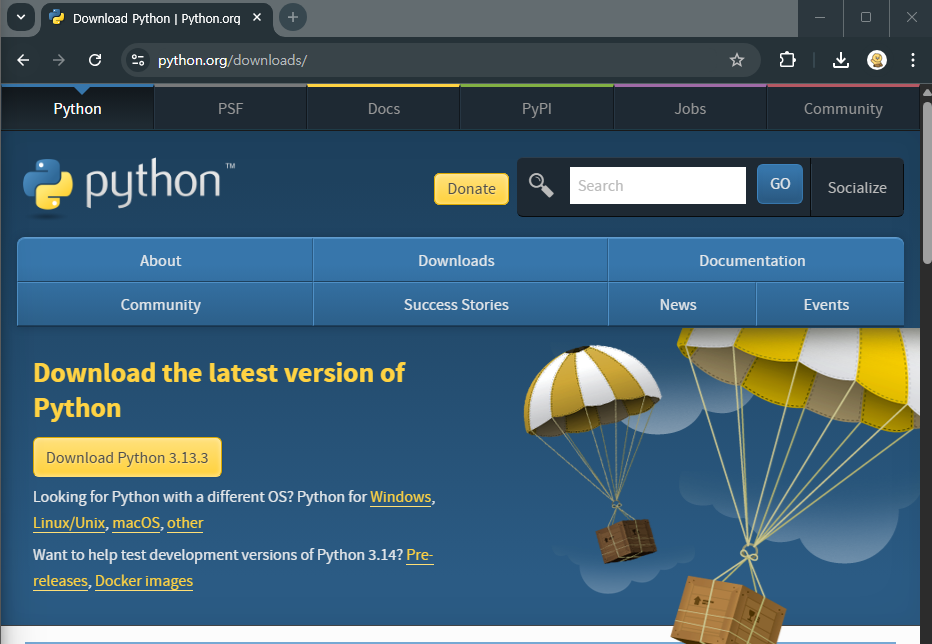 Download Python | Python.org
python.org/downloads/
Python PSF Docs PyPI Jobs Community
python™
Donate Search GO Socialize
About Downloads Documentation
Community Success Stories News Events
Download the latest version of
Python
Download Python 3.13.3
Looking for Python with a different OS? Python for Windows,
Linux/Unix, macOS, other
Want to help test development versions of Python 3.14? Pre-
releases, Docker images